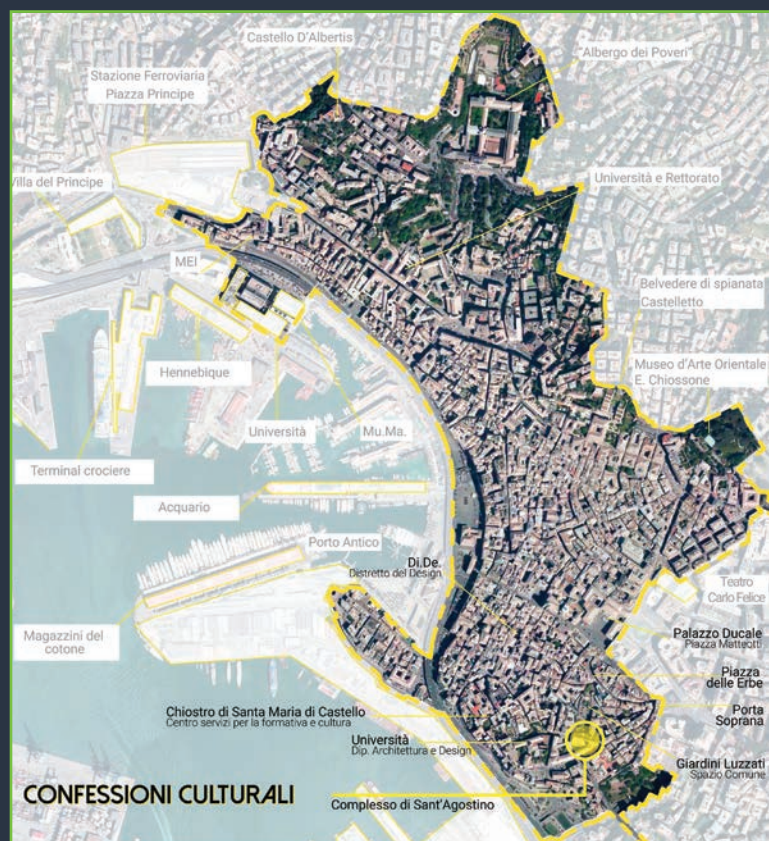 Castello D'Albertis
"Albergo dei Poveri"
Stazione Ferroviaria
Piazza Principe
Università e Rettorato
Villa del Principe
MEI
Belvedere di spianata
Castelletto
Museo d'Arte Orientale
E. Chiossone
Hennebique
Università
Mu.Ma.
Terminal crociere
Acquario
Porto Antico
Di.De.
Distretto del Design
Teatro
Carlo Felice
Magazzini del
cotone
Palazzo Ducale
Piazza Matteotti
Piazza
delle Erbe
Chiostro di Santa Maria di Castello
Centro servizi per la formativa e cultura
Porta
Soprana
Università
Dip. Architettura e Design
Giardini Luzzati
Spazio Comune
CONFESSIONI CULTURALI
Complesso di Sant'Agostino